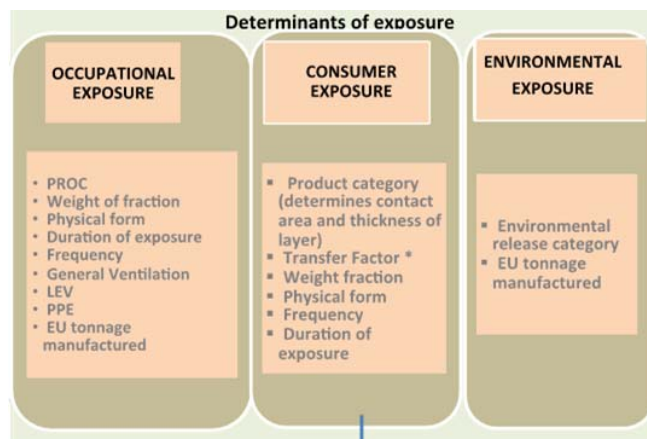 Determinants of exposure
OCCUPATIONAL
EXPOSURE
• PROC
• Weight of fraction
• Physical form
• Duration of exposure
• Frequency
• General Ventilation
• LEV
• PPE
• EU tonnage
manufactured
CONSUMER
EXPOSURE
▪ Product category
(determines contact
area and thickness of
layer)
▪ Transfer Factor *
▪ Weight fraction
▪ Physical form
▪ Frequency
▪ Duration of
exposure
ENVIRONMENTAL
EXPOSURE
▪ Environmental
release category
▪ EU tonnage
manufactured